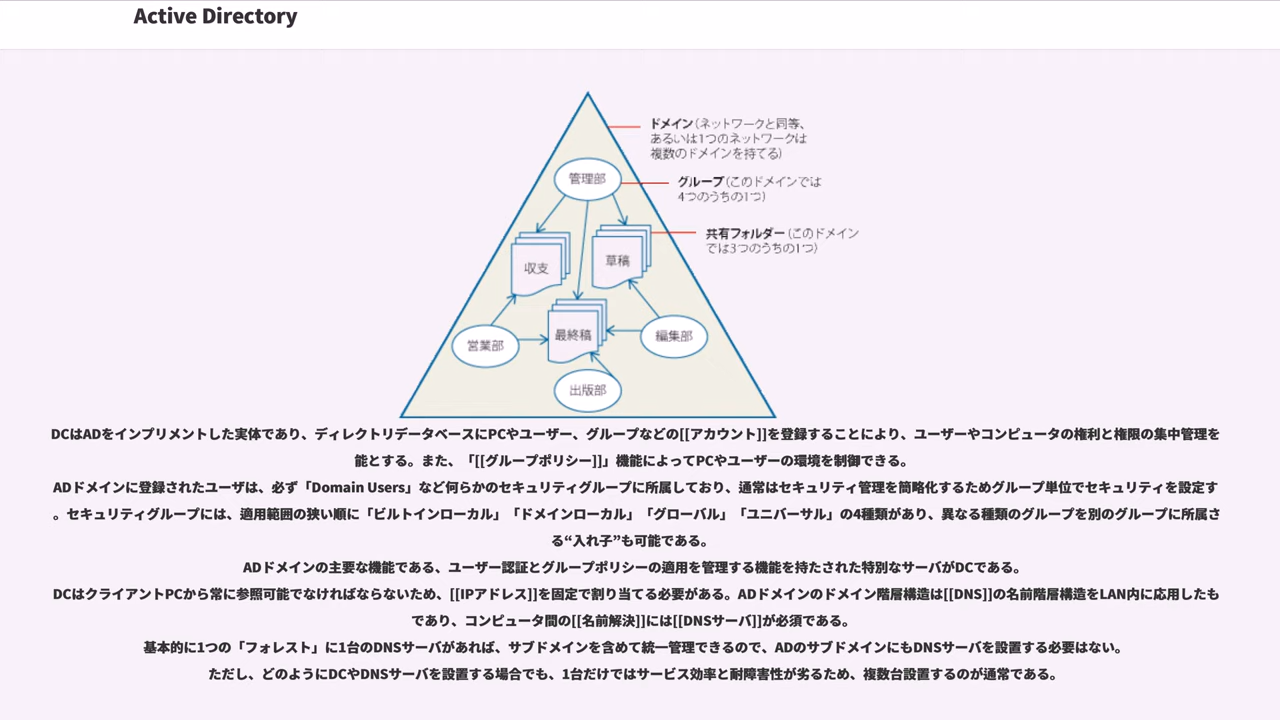 Active Directory
ドメイン(ネットワークと同等、
あるいは1つのネットワークは
複数のドメインを持てる)
管理部
グループ(このドメインでは
4つのうちの1つ)
共有フォルダー(このドメイン
では3つのうちの1つ)
収支
草稿
最終稿
営業部
編集部
出版部
DCはADをインプリメントした実体であり、ディレクトリデータベースにPCやユーザー、グループなどの[[アカウント]]を登録することにより、ユーザーやコンピュータの権利と権限の集中管理を
能とする。また、「[[グループポリシー]]」機能によってPCやユーザーの環境を制御できる。
ADドメインに登録されたユーザは、必ず「Domain Users」など何らかのセキュリティグループに所属しており、通常はセキュリティ管理を簡略化するためグループ単位でセキュリティを設定す
。セキュリティグループには、適用範囲の狭い順に「ビルトインローカル」「ドメインローカル」「グローバル」「ユニバーサル」の4種類があり、異なる種類のグループを別のグループに所属さ
る“入れ子”も可能である。
ADドメインの主要な機能である、ユーザー認証とグループポリシーの適用を管理する機能を持たされた特別なサーバがDCである。
DCはクライアントPCから常に参照可能でなければならないため、[[IPアドレス]]を固定で割り当てる必要がある。ADドメインのドメイン階層構造は[[DNS]]の名前階層構造をLAN内に応用したも
であり、コンピュータ間の[[名前解決]]には[[DNSサーバ]]が必須である。
基本的に1つの「フォレスト」に1台のDNSサーバがあれば、サブドメインを含めて統一管理できるので、ADのサブドメインにもDNSサーバを設置する必要はない。
ただし、どのようにDCやDNSサーバを設置する場合でも、1台だけではサービス効率と耐障害性が劣るため、複数台設置するのが通常である。